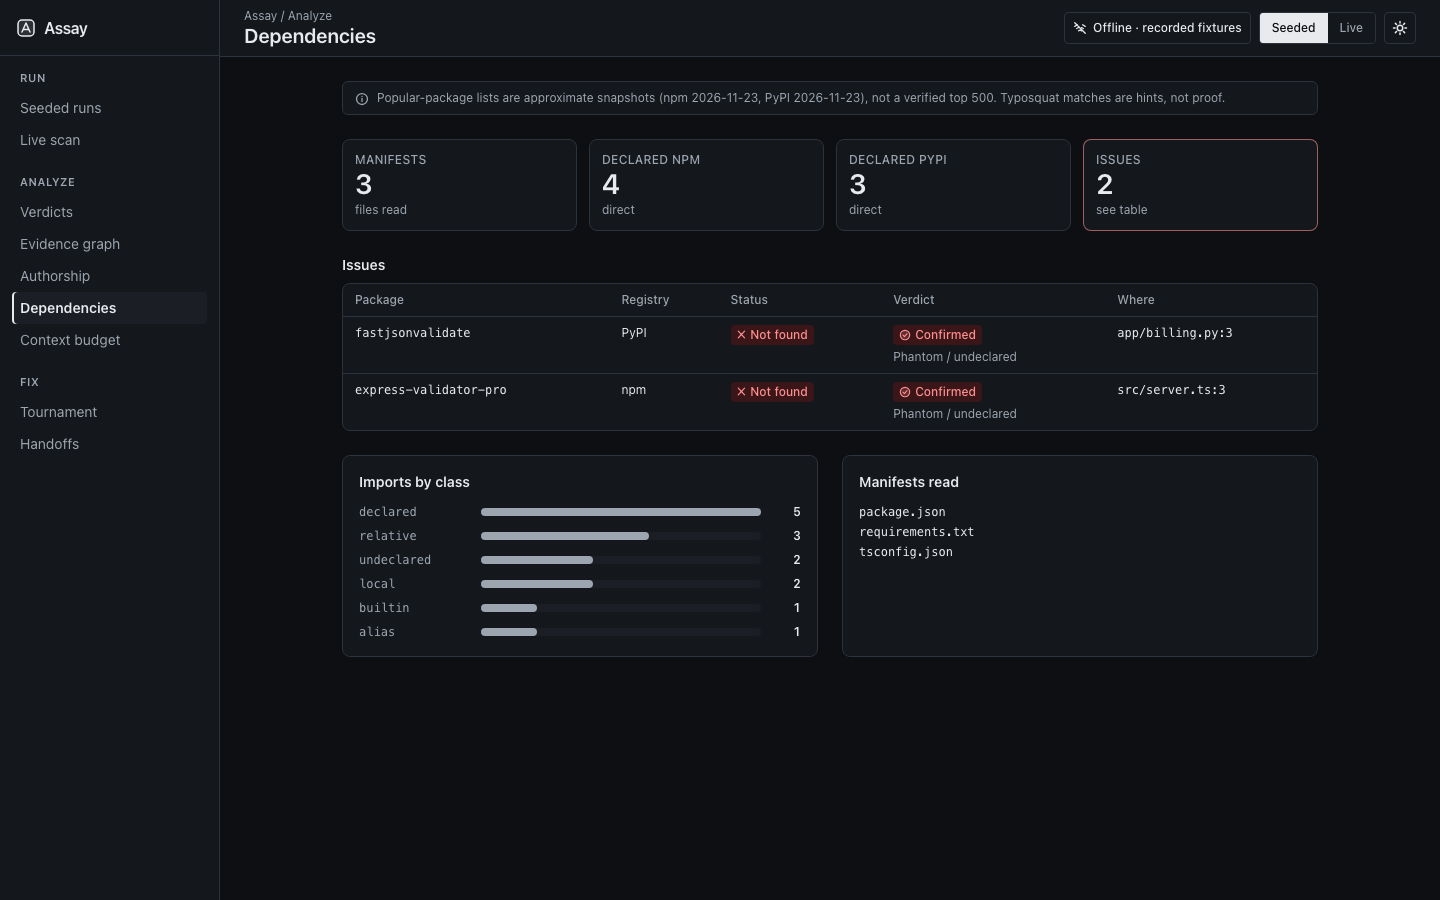 Assay
RUN
Seeded runs
Live scan
ANALYZE
Verdicts
Evidence graph
Authorship
Dependencies
Context budget
FIX
Tournament
Handoffs
Assay / Analyze
Dependencies
Offline · recorded fixtures
Seeded
Live
Popular-package lists are approximate snapshots (npm 2026-11-23, PyPI 2026-11-23), not a verified top 500. Typosquat matches are hints, not proof.
MANIFESTS
3
files read
DECLARED NPM
4
direct
DECLARED PYPI
3
direct
ISSUES
2
see table
Issues
Package Registry Status Verdict Where
fastjsonvalidate PyPI Not found Confirmed app/billing.py:3
Phantom / undeclared
express-validator-pro npm Not found Confirmed src/server.ts:3
Phantom / undeclared
Imports by class
declared 5
relative 3
undeclared 2
local 2
builtin 1
alias 1
Manifests read
package.json
requirements.txt
tsconfig.json